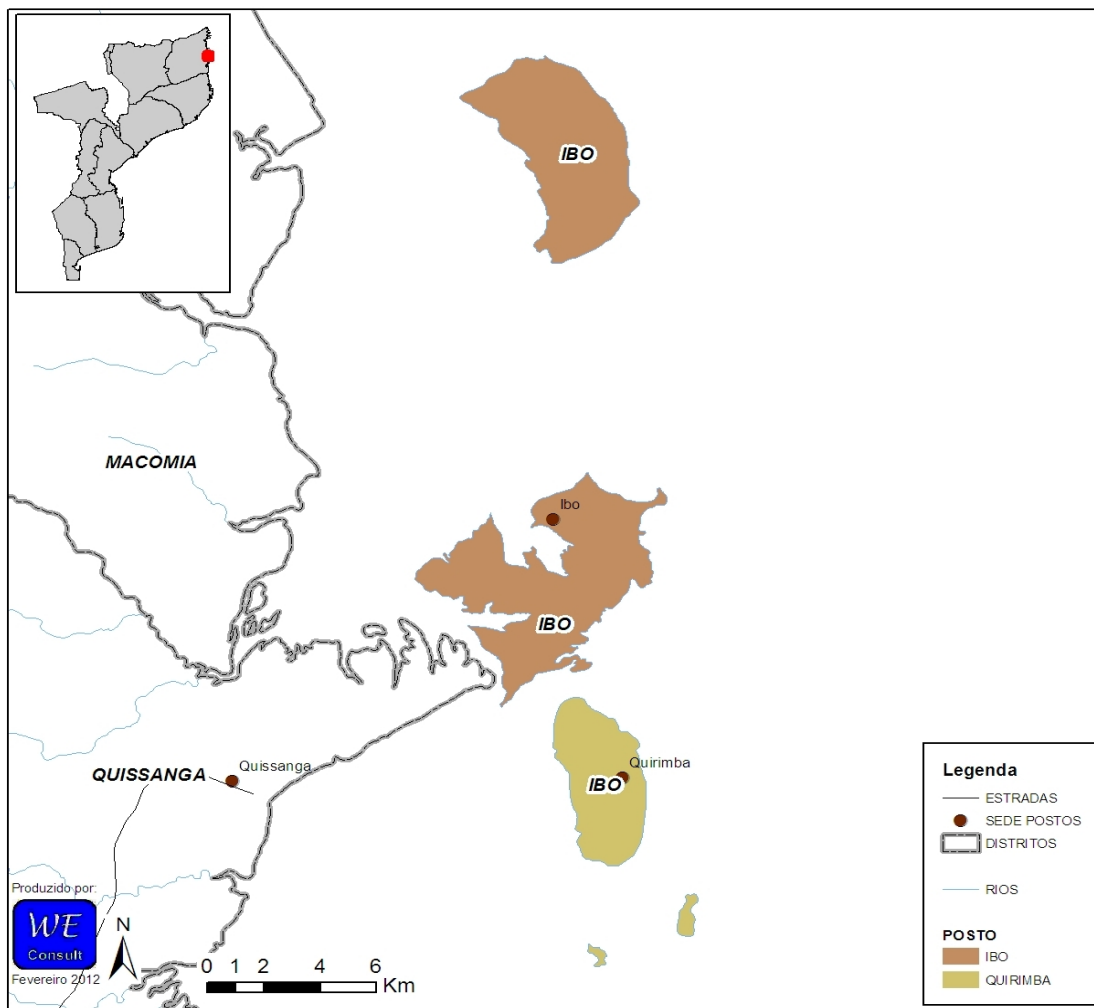 IBO
MACOMIA
Ibo
IBO
QUISSANGA
Quissanga
Quirimba
IBO
Produzido por:
WE
Consult
Fevereiro 2012
N
0 1 2 4 6
Km
Legenda
ESTRADAS
SEDE POSTOS
DISTRITOS
RIOS
POSTO
IBO
QUIRIMBA